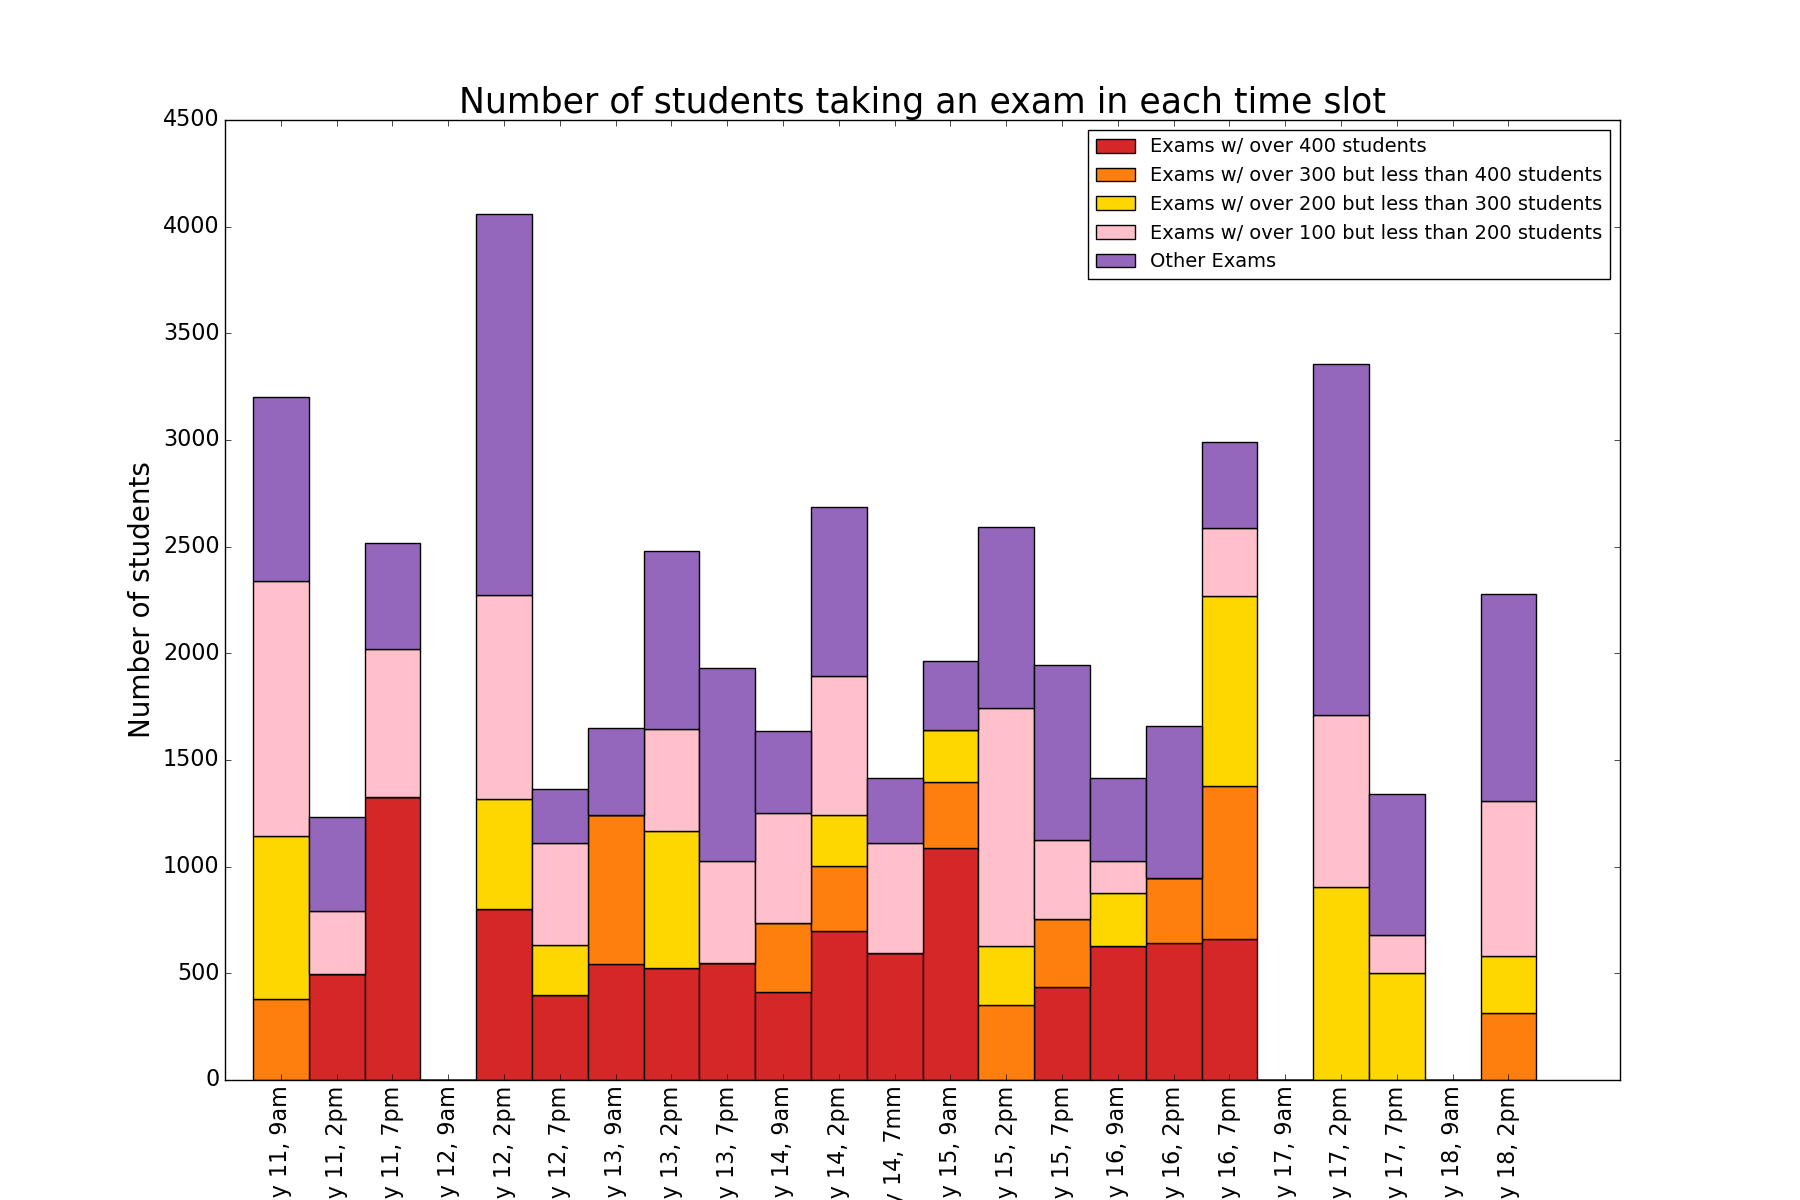 Number of students taking an exam in each time slot
Exams w/ over 400 students
Exams w/ over 300 but less than 400 students
Exams w/ over 200 but less than 300 students
Exams w/ over 100 but less than 200 students
Other Exams
Number of students
4500
4000
3500
3000
2500
2000
1500
1000
500
0
y 11, 9am
y 11, 2pm
y 11, 7pm
y 12, 9am
y 12, 2pm
y 12, 7pm
y 13, 9am
y 13, 2pm
y 13, 7pm
y 14, 9am
y 14, 2pm
y 14, 7mm
y 15, 9am
y 15, 2pm
y 15, 7pm
y 16, 9am
y 16, 2pm
y 16, 7pm
y 17, 9am
y 17, 2pm
y 17, 7pm
y 18, 9am
y 18, 2pm